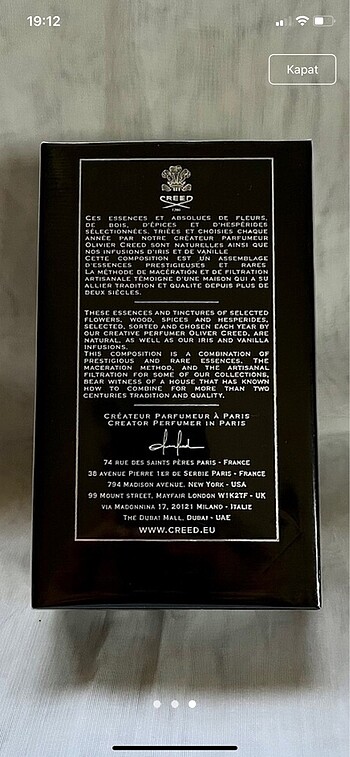 19:12
Kapat
CREED
CES ESSENCES ET ABSOLUES DE FLEURS,
DE BOIS, D'ÉPICES ET D'HESPÉRIDES
SÉLECTIONNÉES, TRIÉES ET CHOISIES CHAQUE
ANNÉE PAR NOTRE CRÉATEUR PARFUMEUR
OLIVIER CREED SONT NATURELLES AINSI QUE
NOS INFUSIONS D'IRIS ET DE VANILLE
CETTE COMPOSITION EST UN ASSEMBLAGE
D'ESSENCES PRESTIGIEUSES ET RARES.
LA MÉTHODE DE MACÉRATION ET DE FILTRATION
ARTISANALE TÉMOIGNE D'UNE MAISON QUI A SU
ALLIER TRADITION ET QUALITÉ DEPUIS PLUS DE
DEUX SIÈCLES.
THESE ESSENCES AND TINCTURES OF SELECTED
FLOWERS, WOOD, SPICES AND HESPERIDES,
SELECTED, SORTED AND CHOSEN EACH YEAR BY
OUR CREATIVE PERFUMER OLIVER CREED, ARE
NATURAL, AS WELL AS OUR IRIS AND VANILLA
INFUSIONS.
THIS COMPOSITION IS A COMBINATION OF
PRESTIGIOUS AND RARE ESSENCES, THE
MACERATION METHOD, AND THE ARTISANAL
FILTRATION FOR SOME OF OUR COLLECTIONS,
BEAR WITNESS OF A HOUSE THAT HAS KNOWN
HOW TO COMBINE FOR MORE THAN TWO
CENTURIES TRADITION AND QUALITY.
CRÉATEUR PARFUMEUR À PARIS
CREATOR PERFUMER IN PARIS
74 RUE DES SAINTS PÈRES PARIS - FRANCE
38 AVENUE PIERRE 1ER DE SERBIE PARIS - FRANCE
794 MADISON AVENUE, NEW YORK - USA
99 MOUNT STREET, MAYFAIR LONDON W1K2TF - UK
VIA MADONNINA 17, 20121 MILANO - ITALIE
THE DUBAI MALL, DUBAI - UAE
WWW.CREED.EU